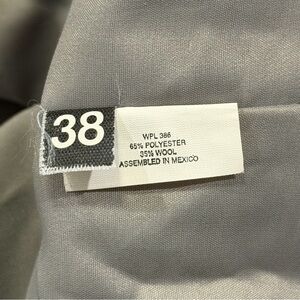 38
WPL 386
65% POLYESTER
35% WOOL
ASSEMBLED IN MEXICO